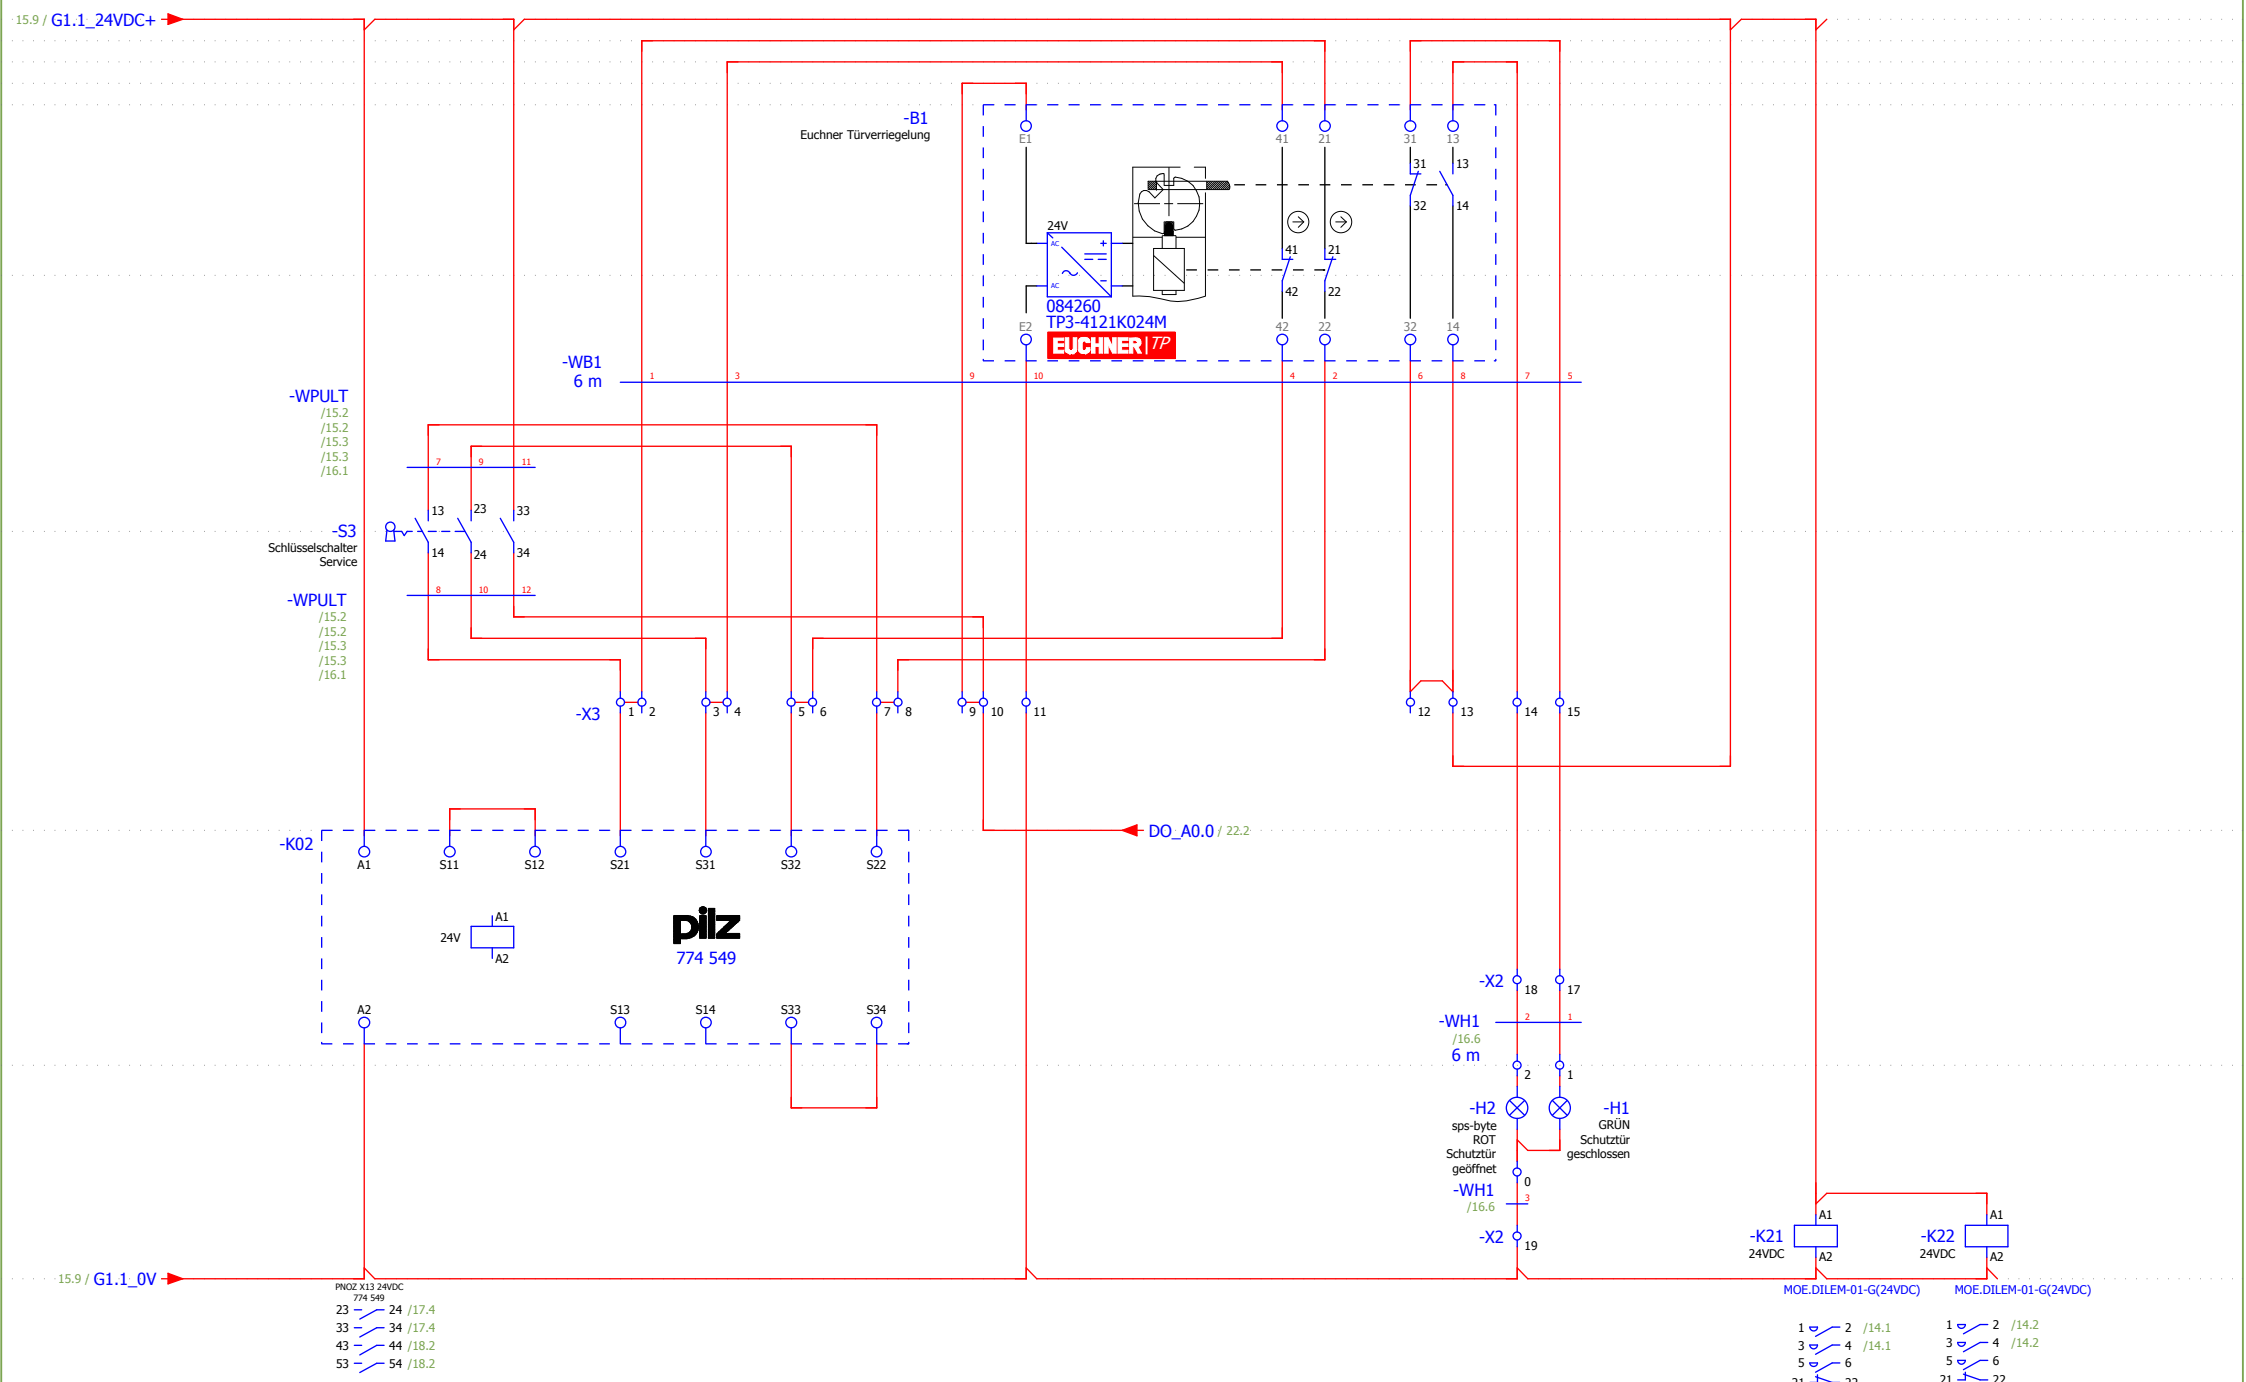 15.9 / G1.1_24VDC+
-B1
Euchner Türverriegelung
E1
41
21
31
13
31
13
32
14
24V
AC
+
AC
-
41
21
42
22
084260
TP3-4121K024M
EUCHNER TP
E2
42
22
32
14
-WB1
6 m
1
3
9
10
4
2
6
8
7
5
-WPULT
/15.2
/15.2
/15.3
/15.3
/16.1
7
9
11
-S3
Schlüsselschalter
Service
13
23
33
14
24
34
-WPULT
/15.2
/15.2
/15.3
/15.3
/16.1
8
10
12
-X3
1
2
3
4
5
6
7
8
9
10
11
12
13
14
15
DO_A0.0 / 22.2
-K02
A1
S11
S12
S21
S31
S32
S22
24V
A1
A2
pilz
774 549
A2
S13
S14
S33
S34
-X2
18
17
-WH1
/16.6
6 m
2
1
2
1
-H2
sps-byte
ROT
Schutztür
geöffnet
-H1
GRÜN
Schutztür
geschlossen
0
-WH1
/16.6
3
-X2
19
-K21
24VDC
A1
A2
-K22
24VDC
A1
A2
15.9 / G1.1_0V
PNOZ X13 24VDC
774 549
23
24 /17.4
33
34 /17.4
43
44 /18.2
53
54 /18.2
MOE.DILEM-01-G(24VDC)
1
2 /14.1
3
4 /14.1
5
6
21
22
MOE.DILEM-01-G(24VDC)
1
2 /14.2
3
4 /14.2
5
6
21
22